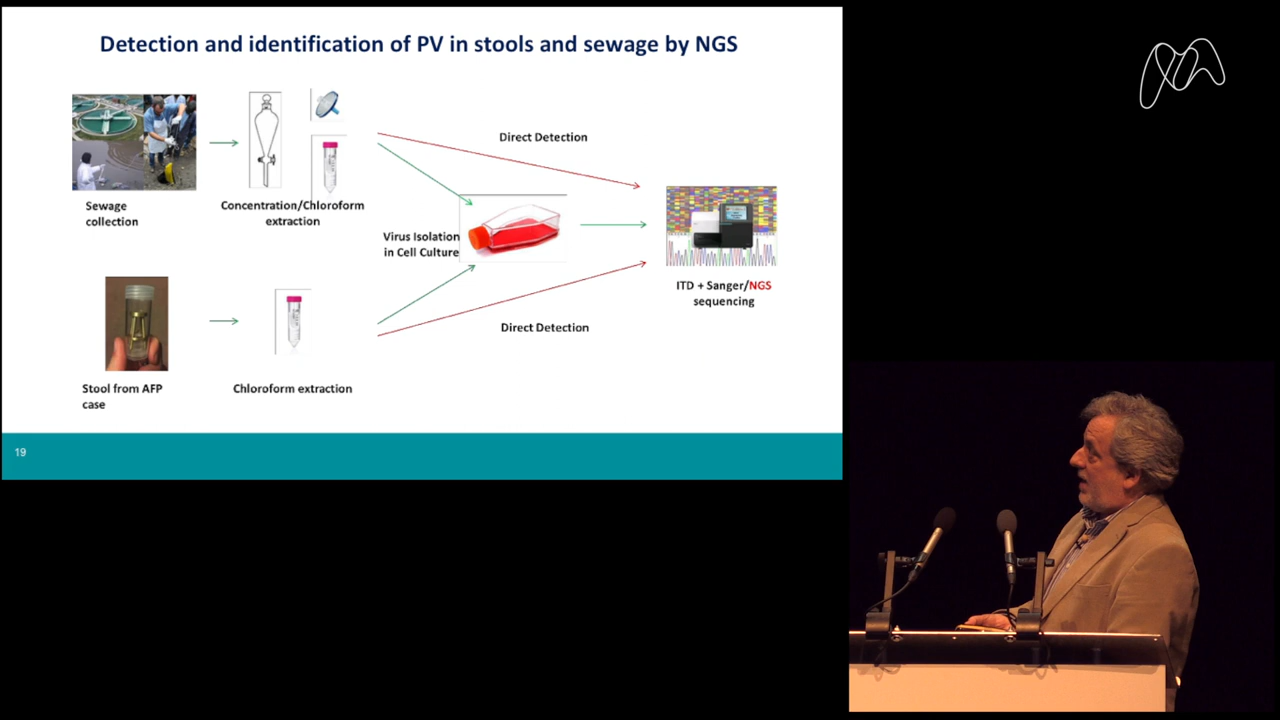 Detection and identification of PV in stools and sewage by NGS
Direct Detection
Sewage
collection
Concentration/Chloroform
extraction
Virus Isolation
in Cell Culture
ITD + Sanger/NGS
sequencing
Direct Detection
Stool from AFP
case
Chloroform extraction
19